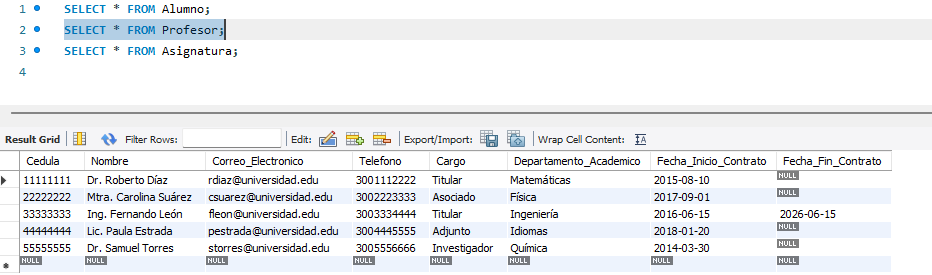 1 SELECT * FROM Alumno;
2 SELECT * FROM Profesor;
3 SELECT * FROM Asignatura;
4
Result Grid Filter Rows: Edit: Export/Import: Wrap Cell Content: IA
Cedula Nombre Correo_Electronico Telefono Cargo Departamento_Academico Fecha_Inicio_Contrato Fecha_Fin_Contrato
11111111 Dr. Roberto Díaz rdiaz@universidad.edu 3001112222 Titular Matemáticas 2015-08-10 NULL
22222222 Mtra. Carolina Suárez csuarez@universidad.edu 3002223333 Asociado Física 2017-09-01 NULL
33333333 Ing. Fernando León fleon@universidad.edu 3003334444 Titular Ingeniería 2016-06-15 2026-06-15
44444444 Lic. Paula Estrada pestrada@universidad.edu 3004445555 Adjunto Idiomas 2018-01-20 NULL
55555555 Dr. Samuel Torres storres@universidad.edu 3005556666 Investigador Química 2014-03-30 NULL
NULL NULL NULL NULL NULL NULL NULL NULL